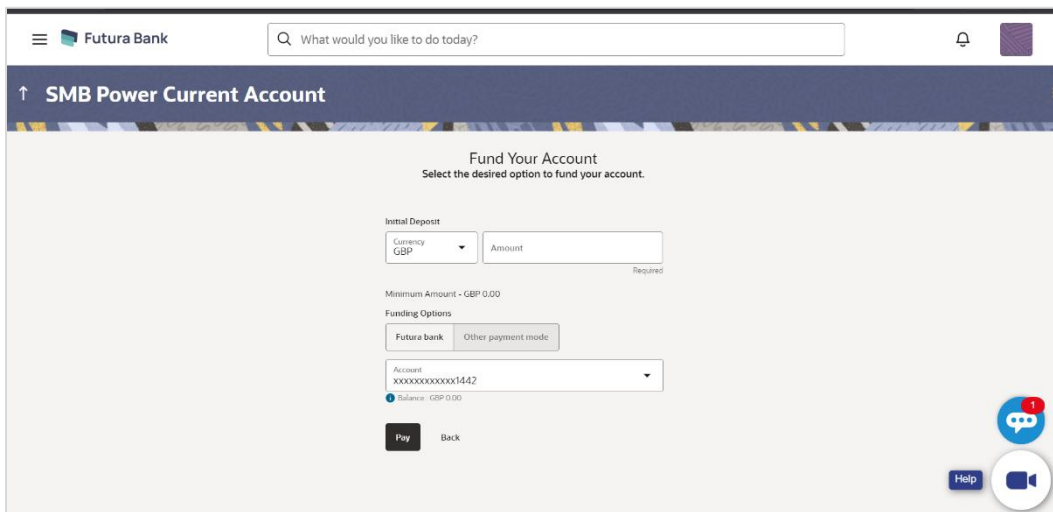 Futura Bank
What would you like to do today?
↑ SMB Power Current Account
Fund Your Account
Select the desired option to fund your account.
Initial Deposit
Currency
GBP
Amount
Required
Minimum Amount - GBP 0.00
Funding Options
Futura bank Other payment mode
Account
xxxxxxxxxxxx1442
Balance : GBP 0.00
Pay Back
1
Help